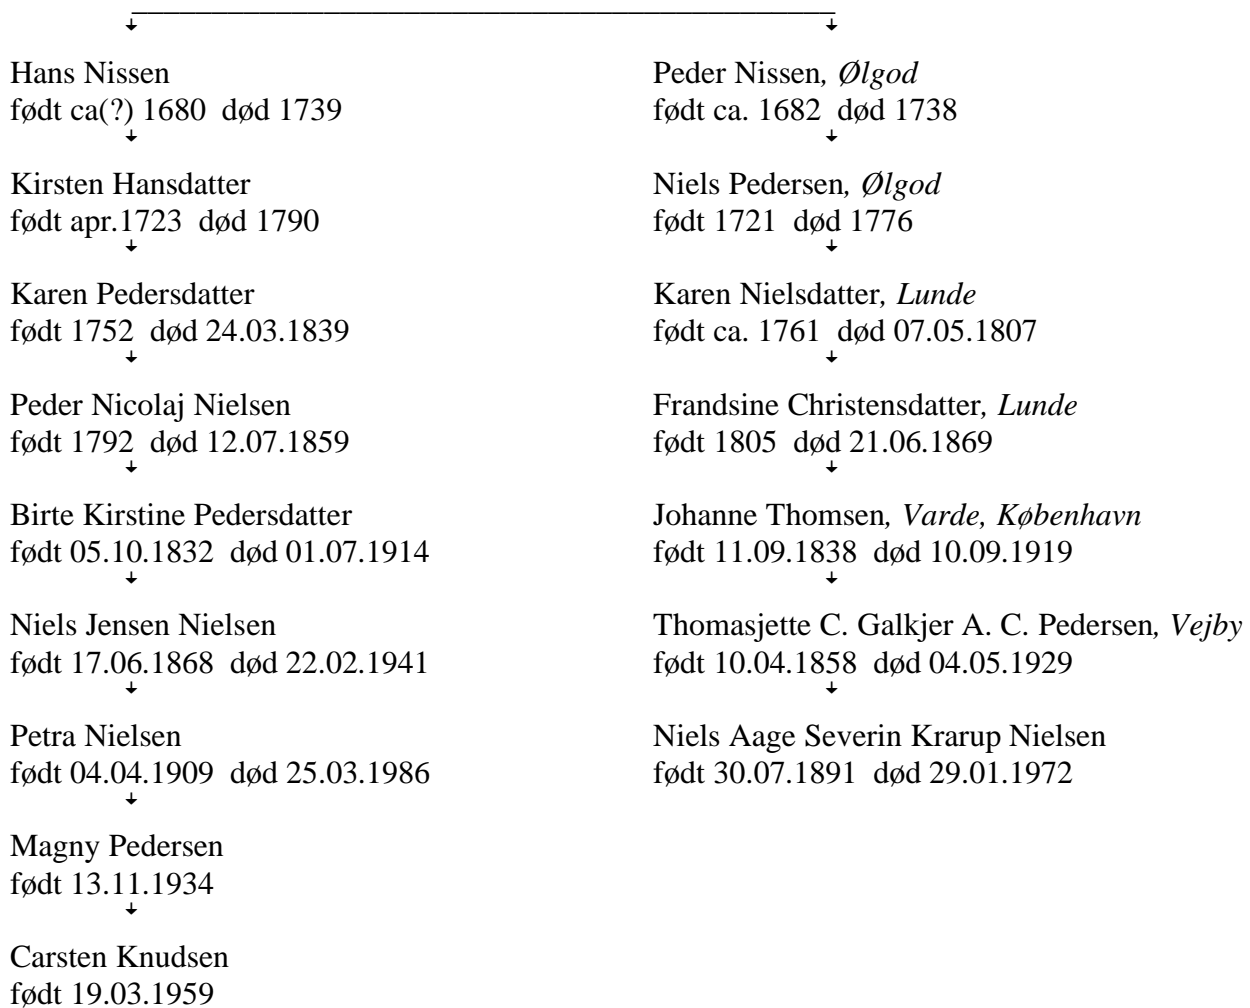 Hans Nissen
født ca(?) 1680 død 1739
Kirsten Hansdatter
født apr.1723 død 1790
Karen Pedersdatter
født 1752 død 24.03.1839
Peder Nicolaj Nielsen
født 1792 død 12.07.1859
Birte Kirstine Pedersdatter
født 05.10.1832 død 01.07.1914
Niels Jensen Nielsen
født 17.06.1868 død 22.02.1941
Petra Nielsen
født 04.04.1909 død 25.03.1986
Magny Pedersen
født 13.11.1934
Carsten Knudsen
født 19.03.1959
Peder Nissen, Ølgod
født ca. 1682 død 1738
Niels Pedersen, Ølgod
født 1721 død 1776
Karen Nielsdatter, Lunde
født ca. 1761 død 07.05.1807
Frandsine Christensdatter, Lunde
født 1805 død 21.06.1869
Johanne Thomsen, Varde, København
født 11.09.1838 død 10.09.1919
Thomasjette C. Galkjer A. C. Pedersen, Vejby
født 10.04.1858 død 04.05.1929
Niels Aage Severin Krarup Nielsen
født 30.07.1891 død 29.01.1972